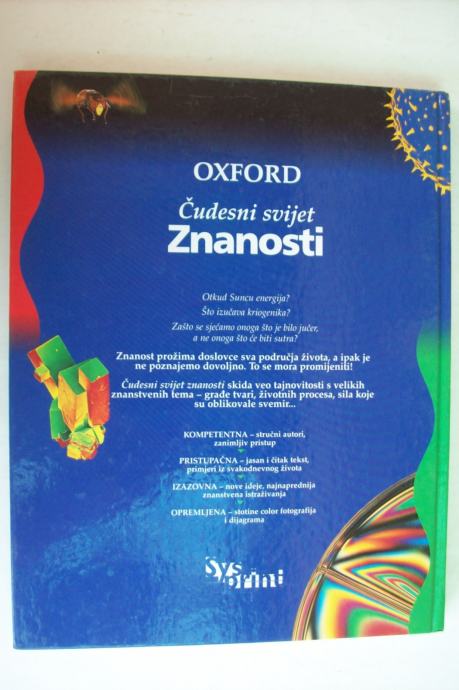 OXFORD
Čudesni svijet
Znanosti
Otkud Suncu energija?
Što izučava kriogenika?
Zašto se sjećamo onoga što je bilo jučer,
a ne onoga što će biti sutra?
Znanost prožima doslovce sva područja života, a ipak je
ne poznajemo dovoljno. To se mora promijeniti!
Čudesni svijet znanosti skida veo tajnovitosti s velikih
znanstvenih tema – građe tvari, životnih procesa, sila koje
su oblikovale svemir...
KOMPETENTNA – stručni autori,
zanimljiv pristup
PRISTUPAČNA – jasan i čitak tekst,
primjeri iz svakodnevnog života
IZAZOVNA – nove ideje, najnaprednija
znanstvena istraživanja
OPREMLJENA – stotine color fotografija
i dijagrama
Sys
print